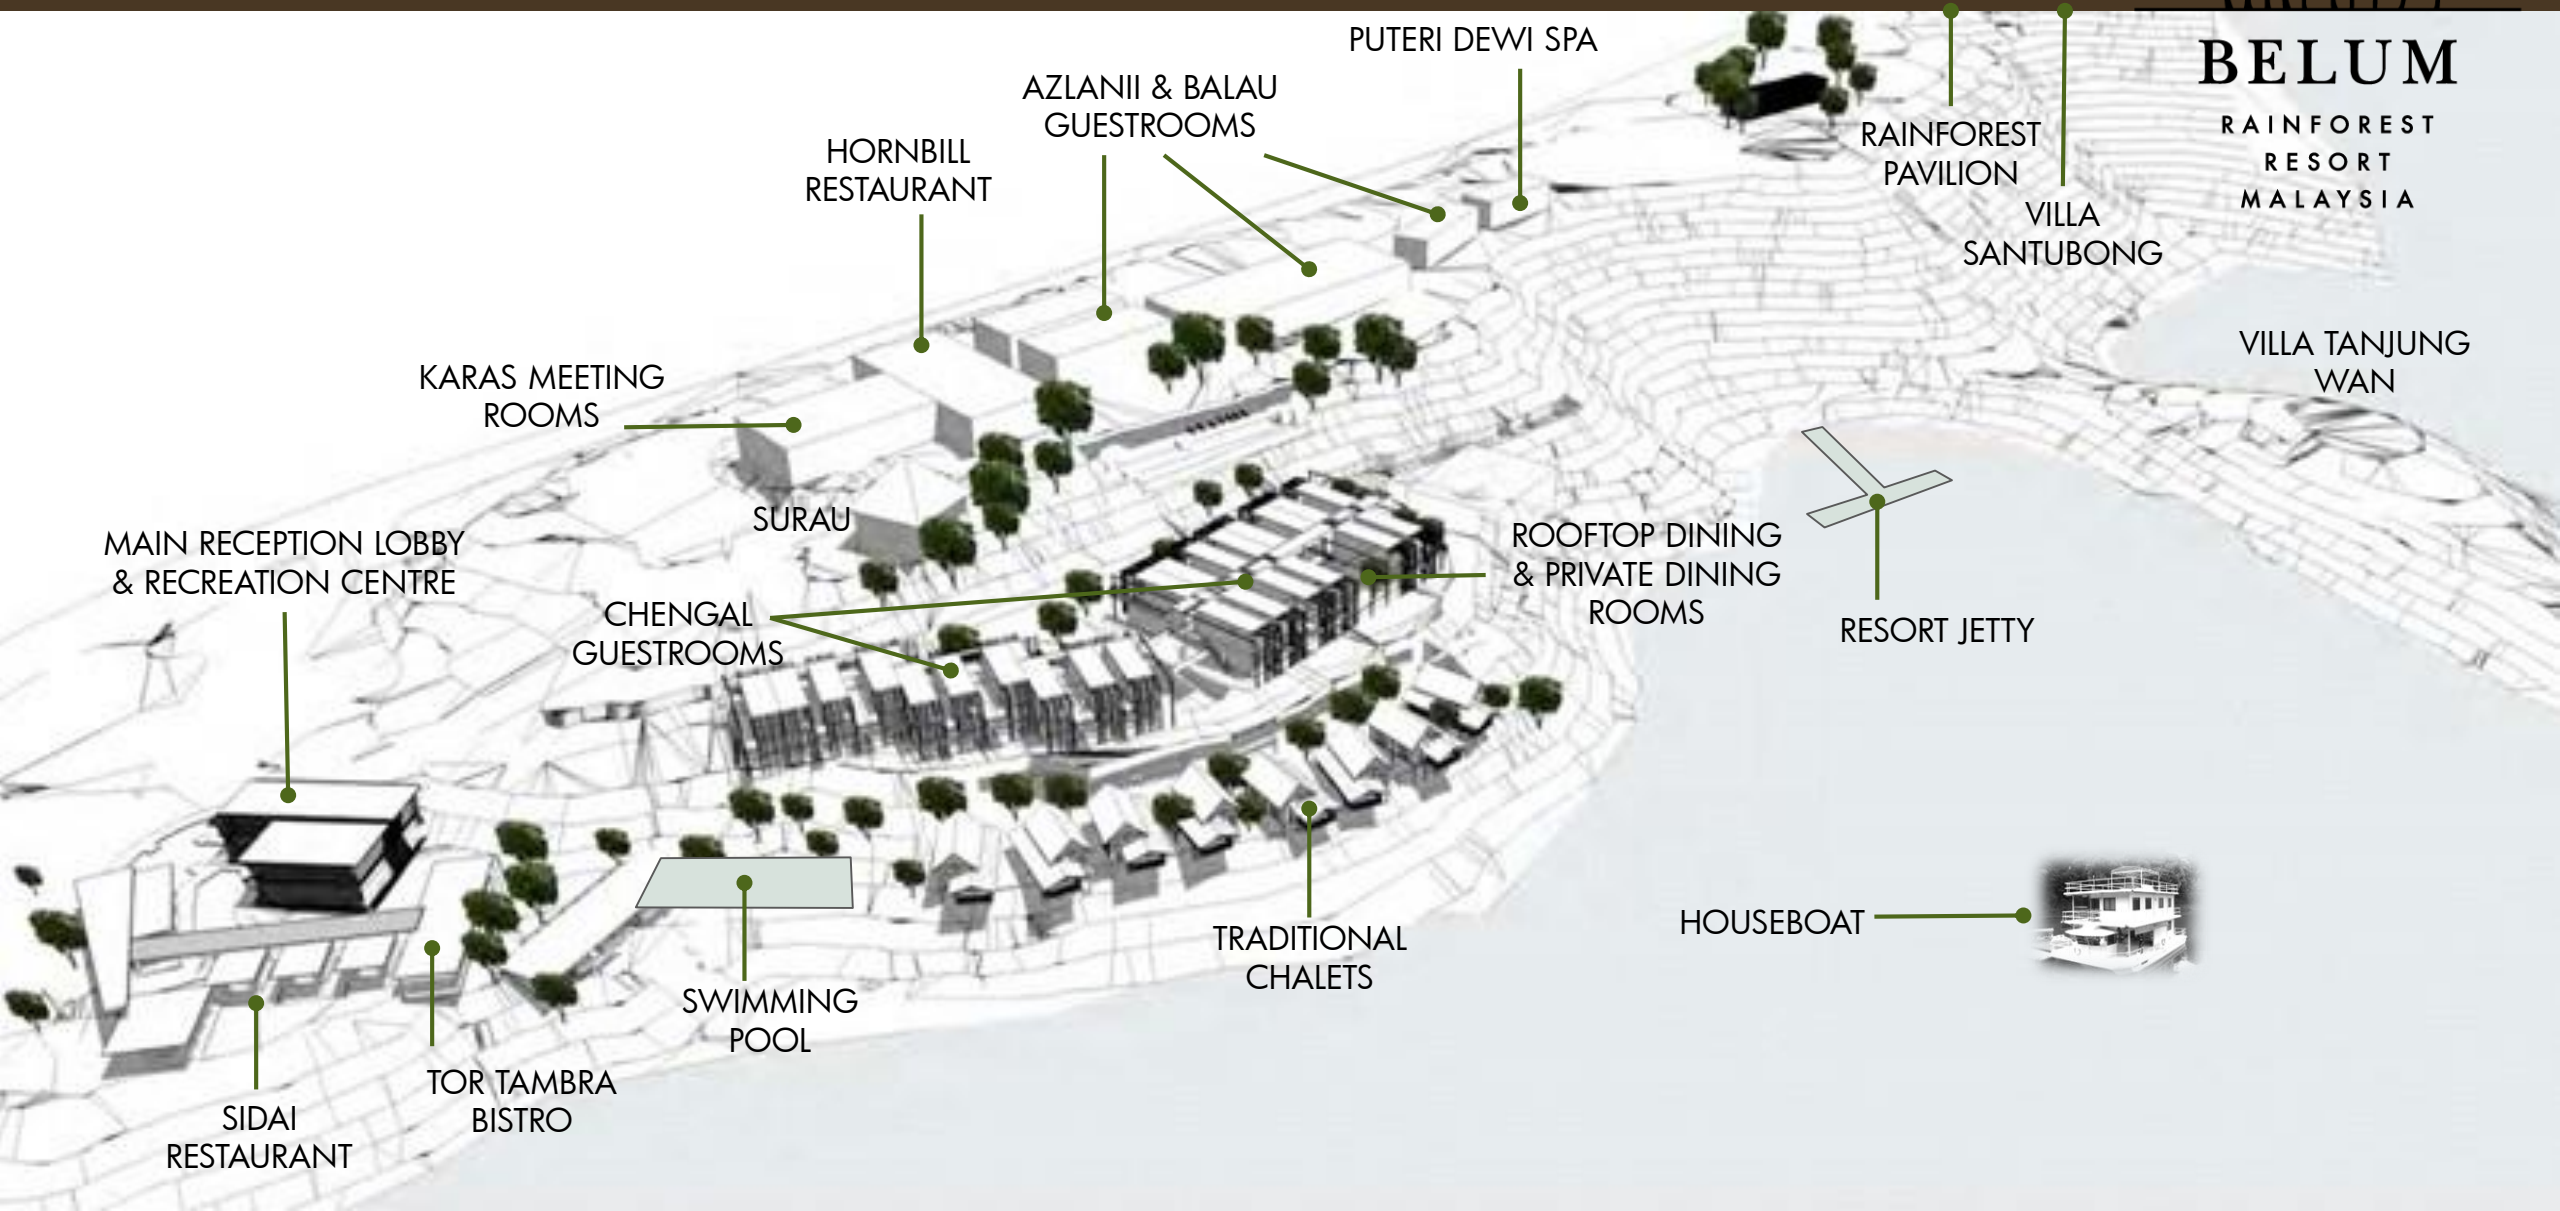 PUTERI DEWI SPA
BELUM
RAINFOREST
RESORT
MALAYSIA
AZLANII & BALAU
GUESTROOMS
HORNBILL
RESTAURANT
RAINFOREST
PAVILION
VILLA
SANTUBONG
VILLA TANJUNG
WAN
KARAS MEETING
ROOMS
SURAU
MAIN RECEPTION LOBBY
& RECREATION CENTRE
ROOFTOP DINING
& PRIVATE DINING
ROOMS
CHENGAL
GUESTROOMS
RESORT JETTY
HOUSEBOAT
TRADITIONAL
CHALETS
SWIMMING
POOL
TOR TAMBRA
BISTRO
SIDAI
RESTAURANT